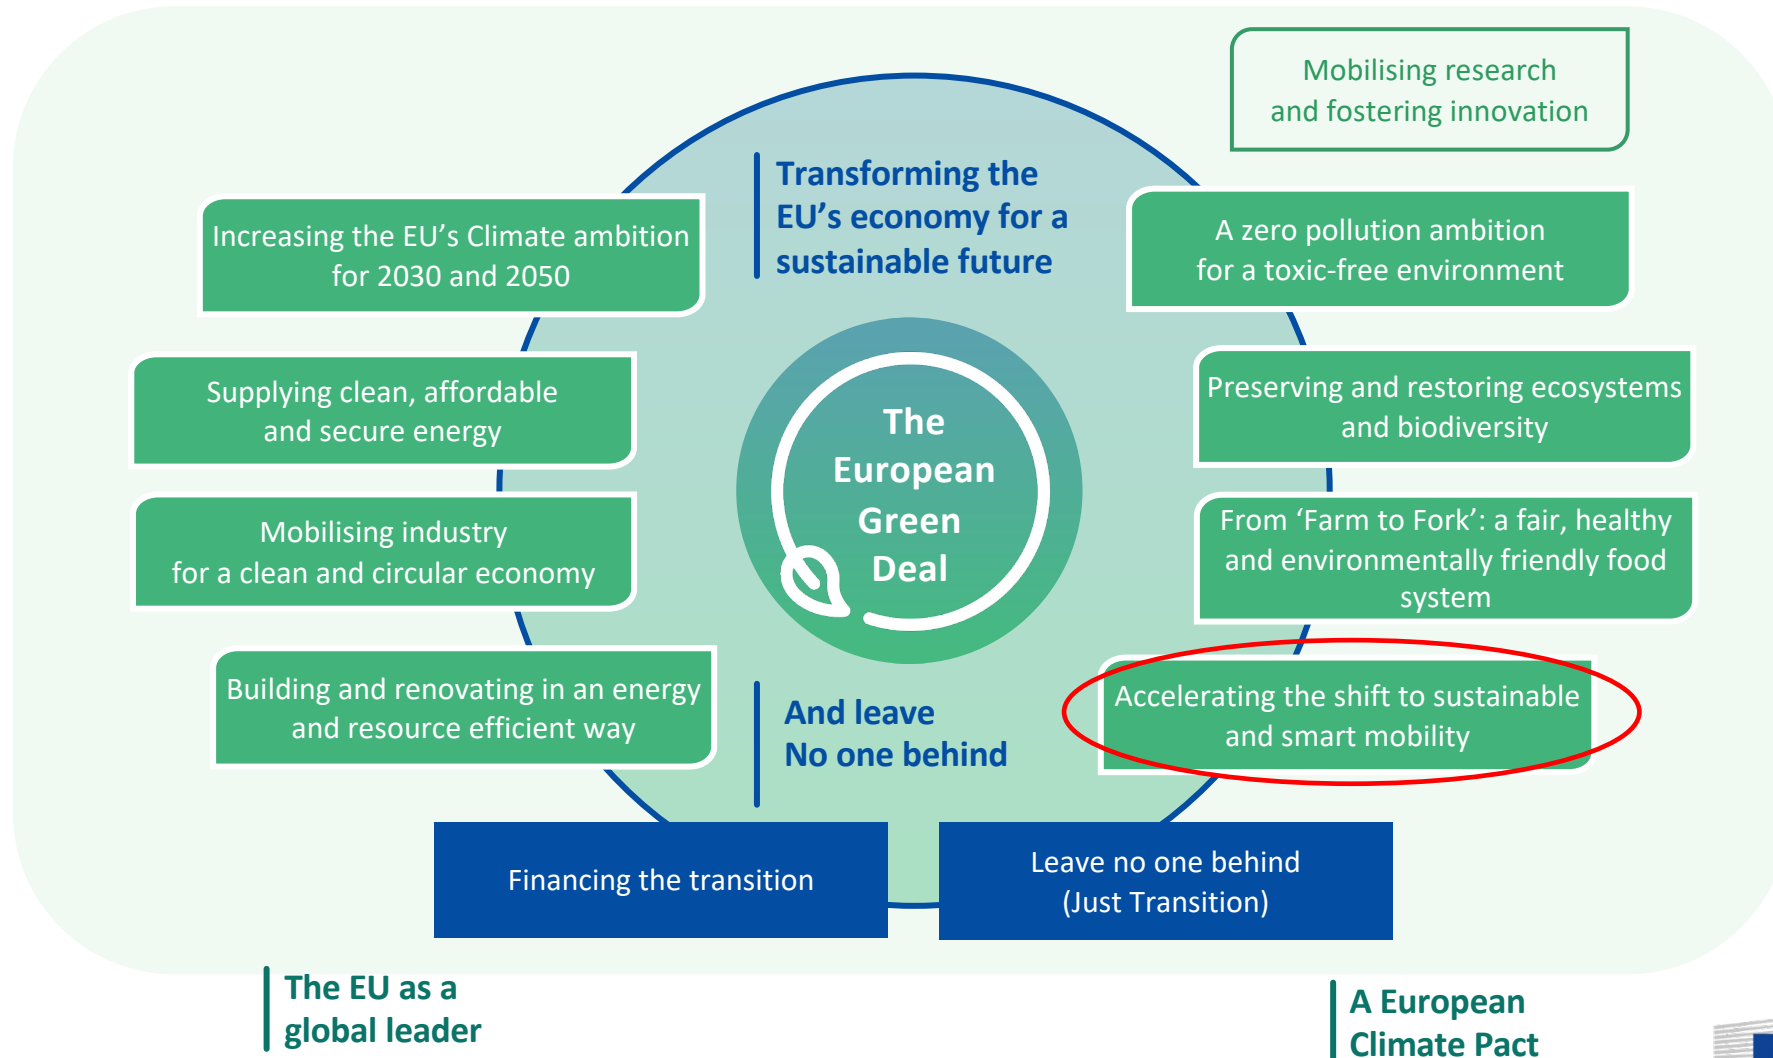 Mobilising research
and fostering innovation
Transforming the
EU's economy for a
sustainable future
Increasing the EU's Climate ambition
for 2030 and 2050
A zero pollution ambition
for a toxic-free environment
Supplying clean, affordable
and secure energy
Preserving and restoring ecosystems
and biodiversity
The
European
Green
Deal
Mobilising industry
for a clean and circular economy
From ‘Farm to Fork’: a fair, healthy
and environmentally friendly food
system
Building and renovating in an energy
and resource efficient way
And leave
No one behind
Accelerating the shift to sustainable
and smart mobility
Financing the transition
Leave no one behind
(Just Transition)
The EU as a
global leader
A European
Climate Pact